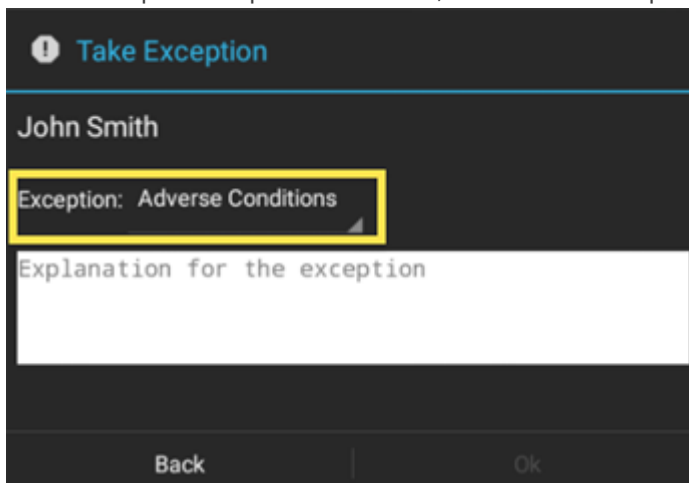 Take Exception
John Smith
Exception: Adverse Conditions
Explanation for the exception
Back Ok